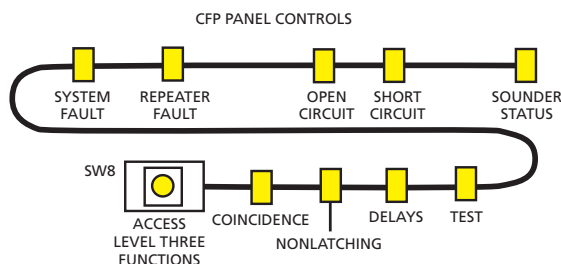 CFP PANEL CONTROLS
SYSTEM
FAULT
REPEATER
FAULT
OPEN
CIRCUIT
SHORT
CIRCUIT
SOUNDER
STATUS
SW8
ACCESS
LEVEL THREE
FUNCTIONS
COINCIDENCE
NONLATCHING
DELAYS
TEST